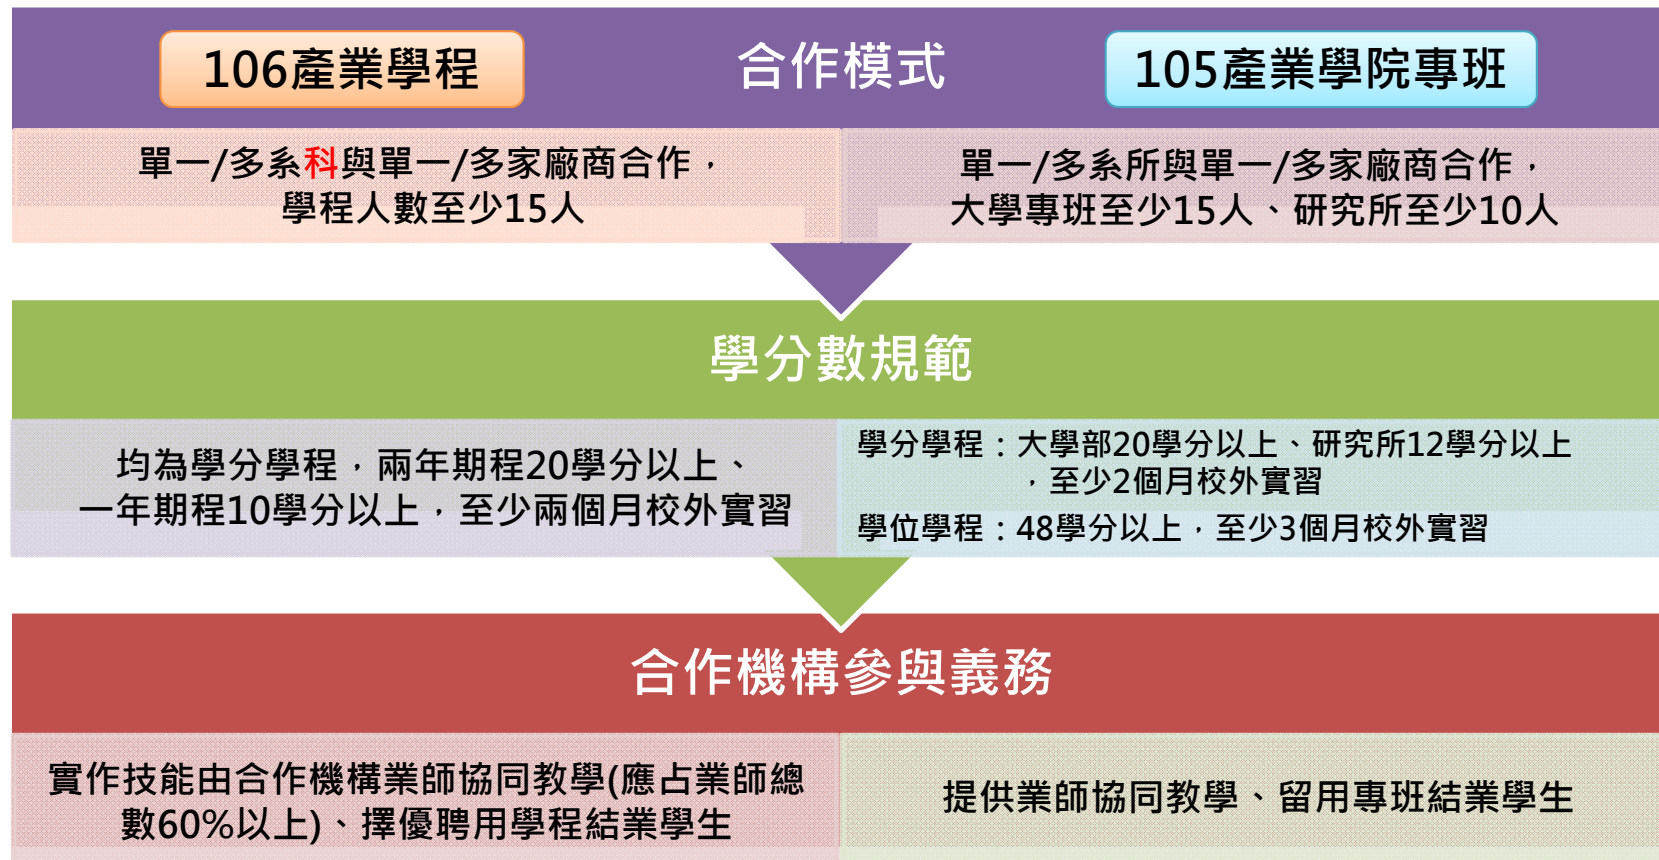 106產業學程
合作模式
105產業學院專班
單一/多系科與單一/多家廠商合作，
學程人數至少15人
單一/多系所與單一/多家廠商合作，
大學專班至少15人、研究所至少10人
學分數規範
均為學分學程，兩年期程20學分以上、
一年期程10學分以上，至少兩個月校外實習
學分學程：大學部20學分以上、研究所12學分以上
，至少2個月校外實習
學位學程：48學分以上，至少3個月校外實習
合作機構參與義務
實作技能由合作機構業師協同教學(應占業師總
數60%以上)、擇優聘用學程結業學生
提供業師協同教學、留用專班結業學生